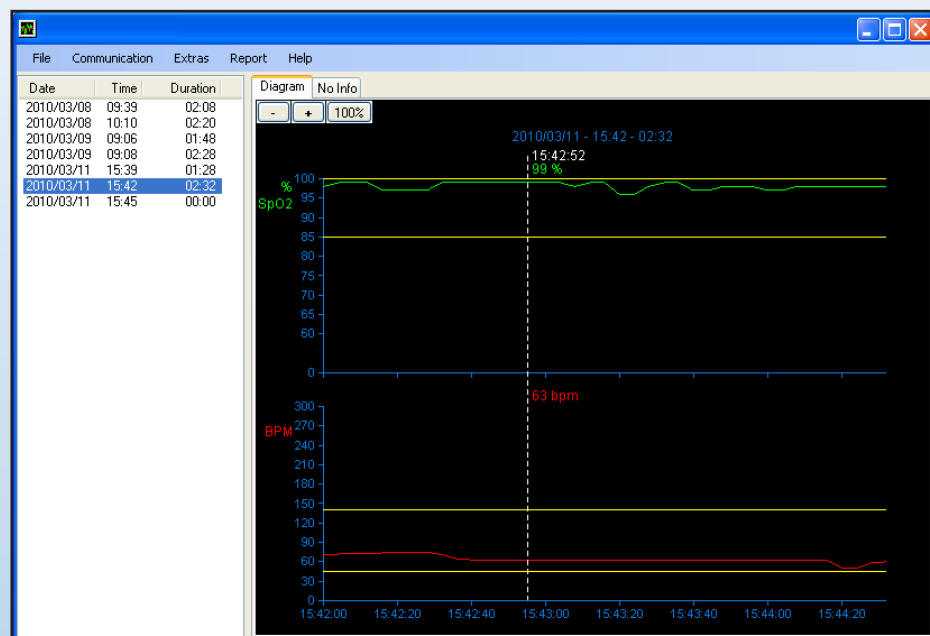 File Communication Extras Report Help
Date Time Duration
2010/03/08 09:39 02:08
2010/03/08 10:10 02:20
2010/03/09 09:06 01:48
2010/03/09 09:08 02:28
2010/03/11 15:39 01:28
2010/03/11 15:42 02:32
2010/03/11 15:45 00:00
Diagram No Info
- + 100%
2010/03/11 - 15:42 - 02:32
15:42:52
99 %
%
SpO2
100
95
90
85
80
75
70
65
60
0
63 bpm
BPM
300
270
240
210
180
150
120
90
60
30
0
15:42:00 15:42:20 15:42:40 15:43:00 15:43:20 15:43:40 15:44:00 15:44:20